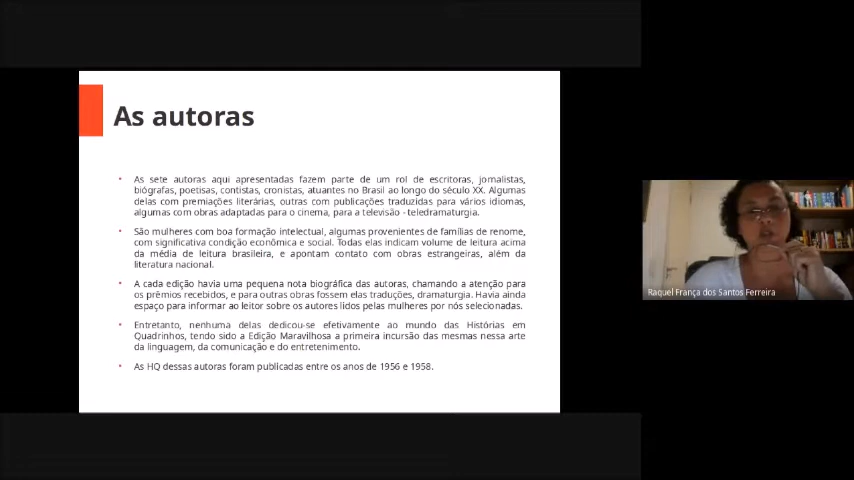 As autoras
• As sete autoras aqui apresentadas fazem parte de um rol de escritoras, jornalistas,
biógrafas, poetisas, contistas, cronistas, atuantes no Brasil ao longo do século XX. Algumas
delas com premiações literárias, outras com publicações traduzidas para vários idiomas,
algumas com obras adaptadas para o cinema, para a televisão - teledramaturgia.
• São mulheres com boa formação intelectual, algumas provenientes de famílias de renome,
com significativa condição econômica e social. Todas elas indicam volume de leitura acima
da média de leitura brasileira, e apontam contato com obras estrangeiras, além da
literatura nacional.
• A cada edição havia uma pequena nota biográfica das autoras, chamando a atenção para
os prêmios recebidos, e para outras obras fossem elas traduções, dramaturgia. Havia ainda
espaço para informar ao leitor sobre os autores lidos pelas mulheres por nós selecionadas.
• Entretanto, nenhuma delas dedicou-se efetivamente ao mundo das Histórias em
Quadrinhos, tendo sido a Edição Maravilhosa a primeira incursão das mesmas nessa arte
da linguagem, da comunicação e do entretenimento.
• As HQ dessas autoras foram publicadas entre os anos de 1956 e 1958.
Raquel França dos Santos Ferreira